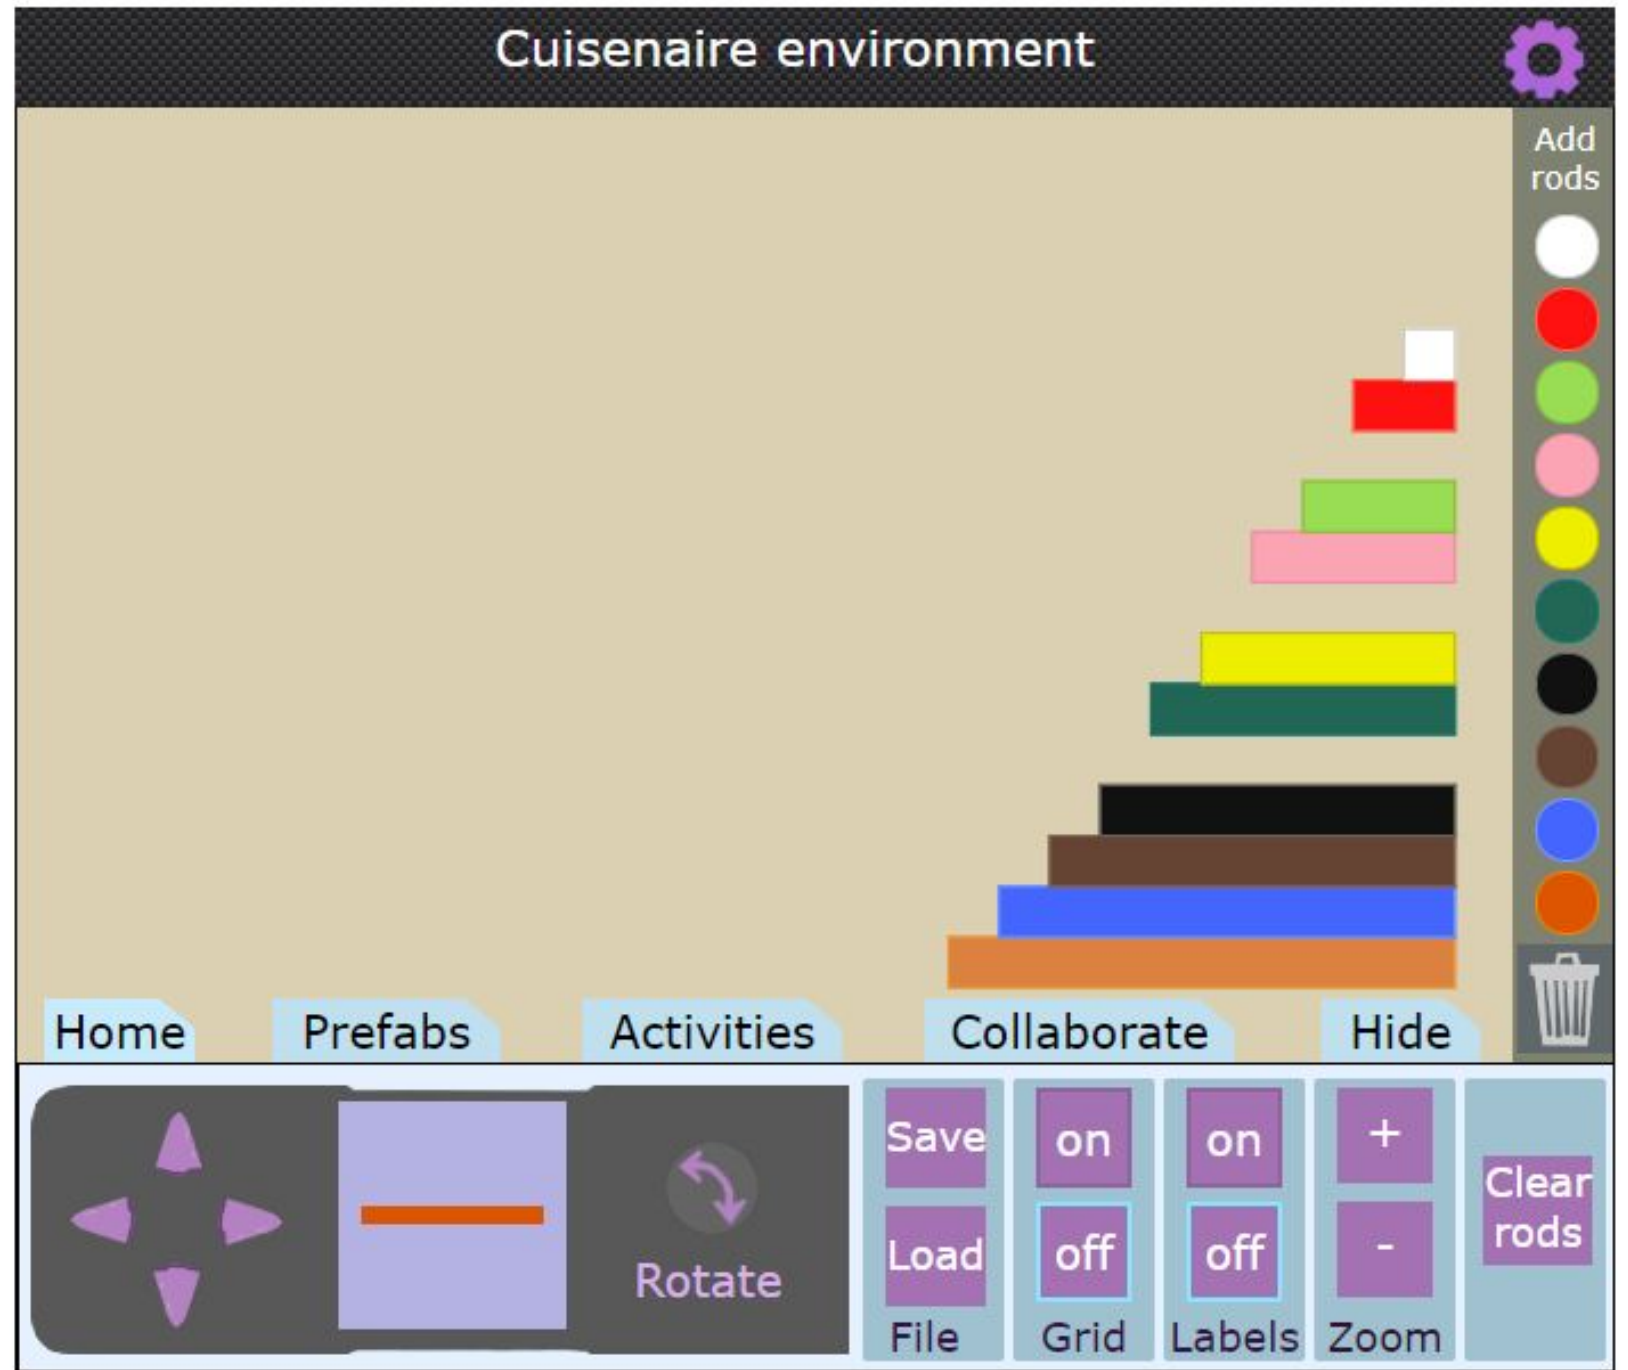 Cuisenaire environment
Add
rods
Home Prefabs Activities Collaborate Hide
Save on on +
Clear
rods
Load off off -
Rotate
File Grid Labels Zoom